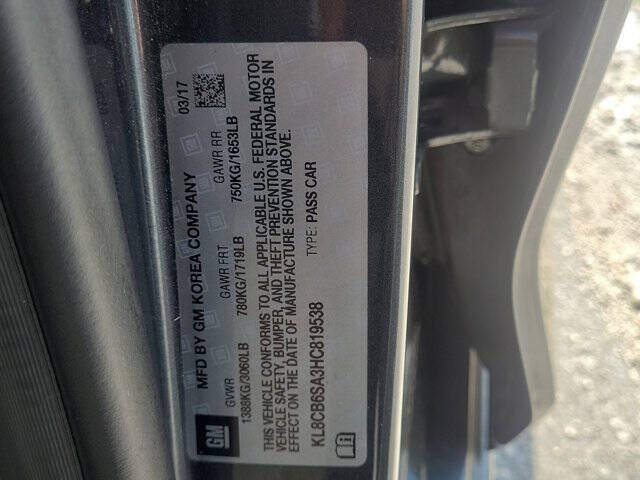 GM
MFD BY GM KOREA COMPANY
03/17
GVWR GAWR FRT GAWR RR
1388KG/3060LB 780KG/1719LB 750KG/1653LB
THIS VEHICLE CONFORMS TO ALL APPLICABLE U.S. FEDERAL MOTOR
VEHICLE SAFETY, BUMPER, AND THEFT PREVENTION STANDARDS IN
EFFECT ON THE DATE OF MANUFACTURE SHOWN ABOVE.
TYPE: PASS CAR
KL8CB6SA3HC819538